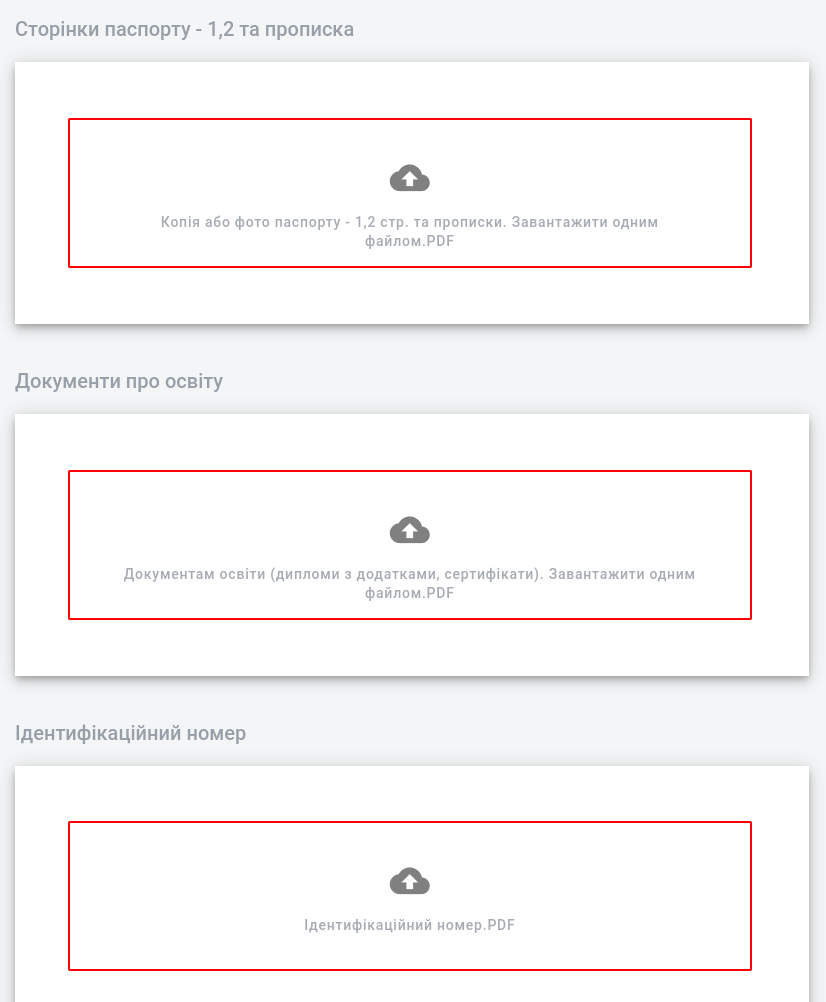 Сторінки паспорту - 1,2 та прописка
Копія або фото паспорту - 1,2 стр. та прописки. Завантажити одним
файлом.PDF
Документи про освіту
Документам освіти (дипломи з додатками, сертифікати). Завантажити одним
файлом.PDF
Ідентифікаційний номер
Ідентифікаційний номер.PDF